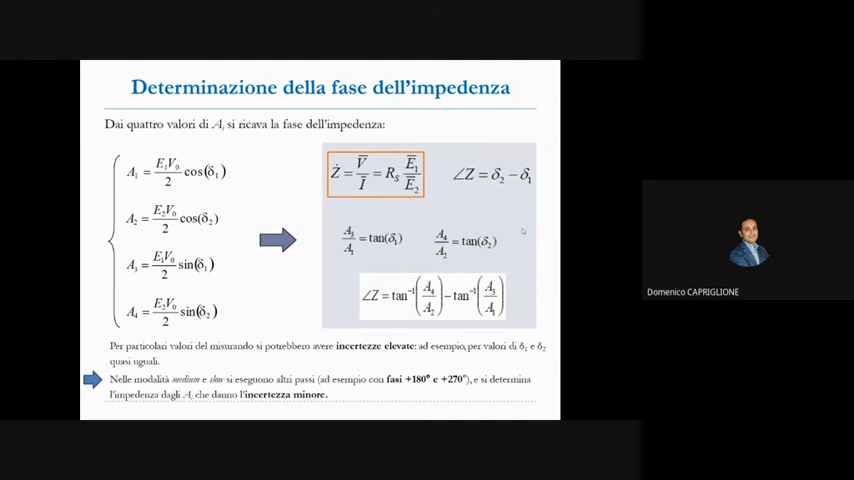 Determinazione della fase dell'impedenza
Dai quattro valori di Aᵢ si ricava la fase dell'impedenza:
A₁ = E₁V₀/2 cos(δ₁)
A₂ = E₂V₀/2 cos(δ₂)
A₃ = E₁V₀/2 sin(δ₁)
A₄ = E₂V₀/2 sin(δ₂)
Ż = V̅/I̅ = R_S E̅₁/E̅₂
∠Z = δ₂ − δ₁
A₃/A₁ = tan(δ₁)
A₄/A₂ = tan(δ₂)
∠Z = tan⁻¹(A₄/A₂) − tan⁻¹(A₃/A₁)
Per particolari valori del misurando si potrebbero avere incertezze elevate: ad esempio, per valori di δ₁ e δ₂
quasi uguali.
Nelle modalità medium e slow si eseguono altri passi (ad esempio con fasi +180° e +270°), e si determina
l'impedenza dagli Aᵢ che danno l'incertezza minore.
Domenico CAPRIGLIONE